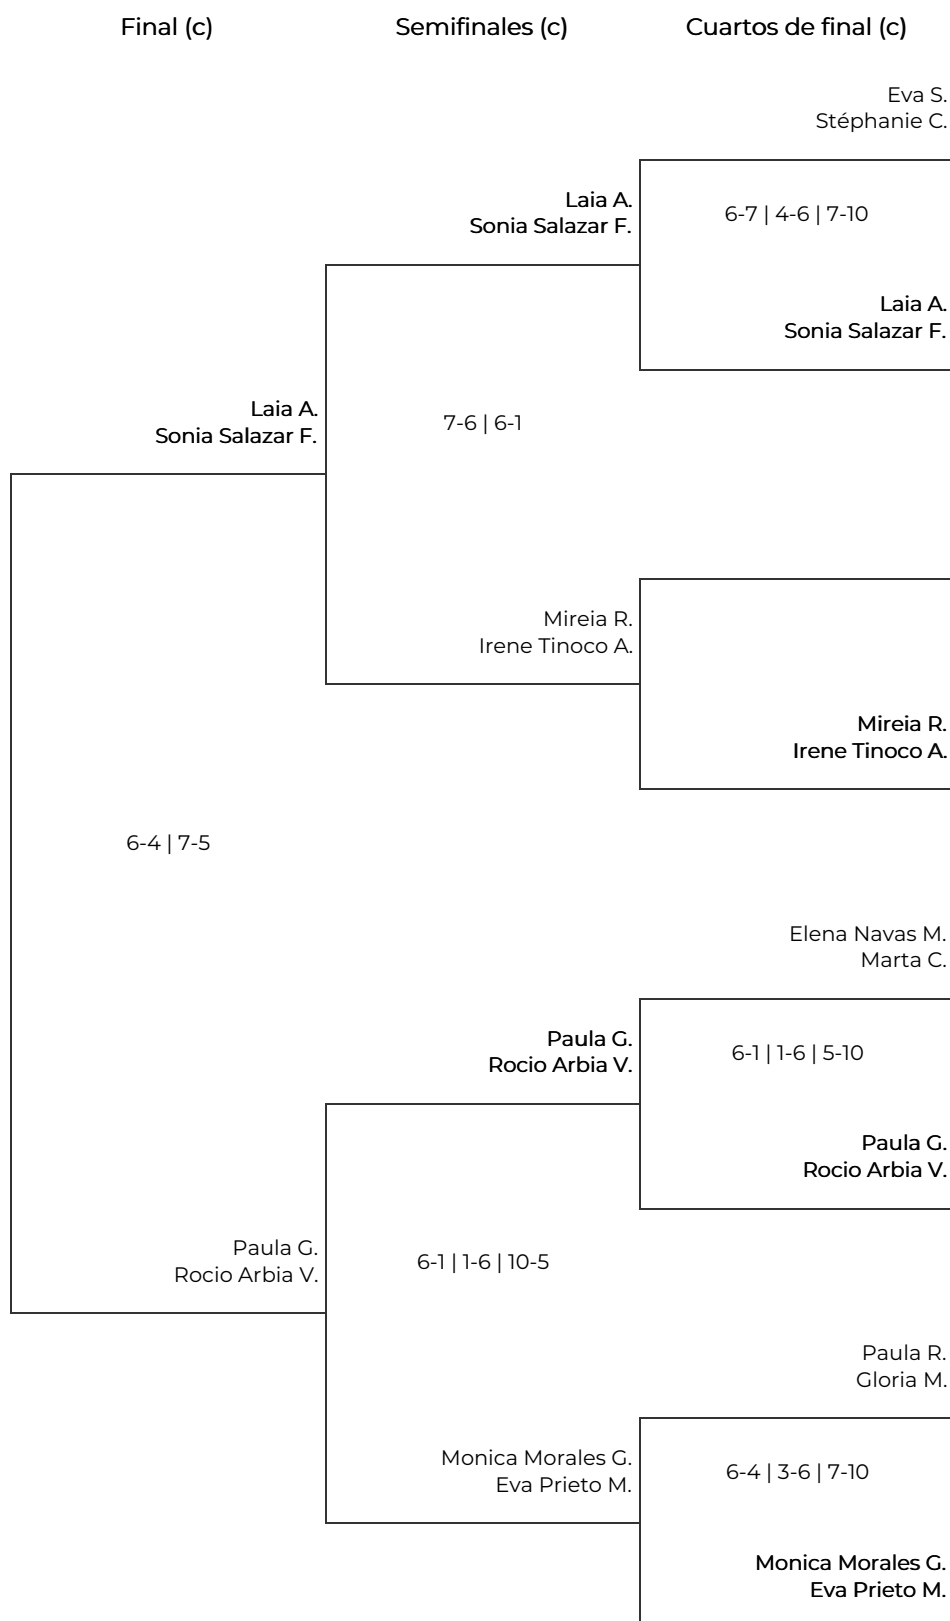 Final (c)
Semifinales (c)
Cuartos de final (c)
Eva S.
Stéphanie C.
Laia A.
Sonia Salazar F.
6-7 | 4-6 | 7-10
Laia A.
Sonia Salazar F.
Laia A.
Sonia Salazar F.
7-6 | 6-1
Mireia R.
Irene Tinoco A.
Mireia R.
Irene Tinoco A.
6-4 | 7-5
Elena Navas M.
Marta C.
Paula G.
Rocio Arbia V.
6-1 | 1-6 | 5-10
Paula G.
Rocio Arbia V.
Paula G.
Rocio Arbia V.
6-1 | 1-6 | 10-5
Paula R.
Gloria M.
Monica Morales G.
Eva Prieto M.
6-4 | 3-6 | 7-10
Monica Morales G.
Eva Prieto M.